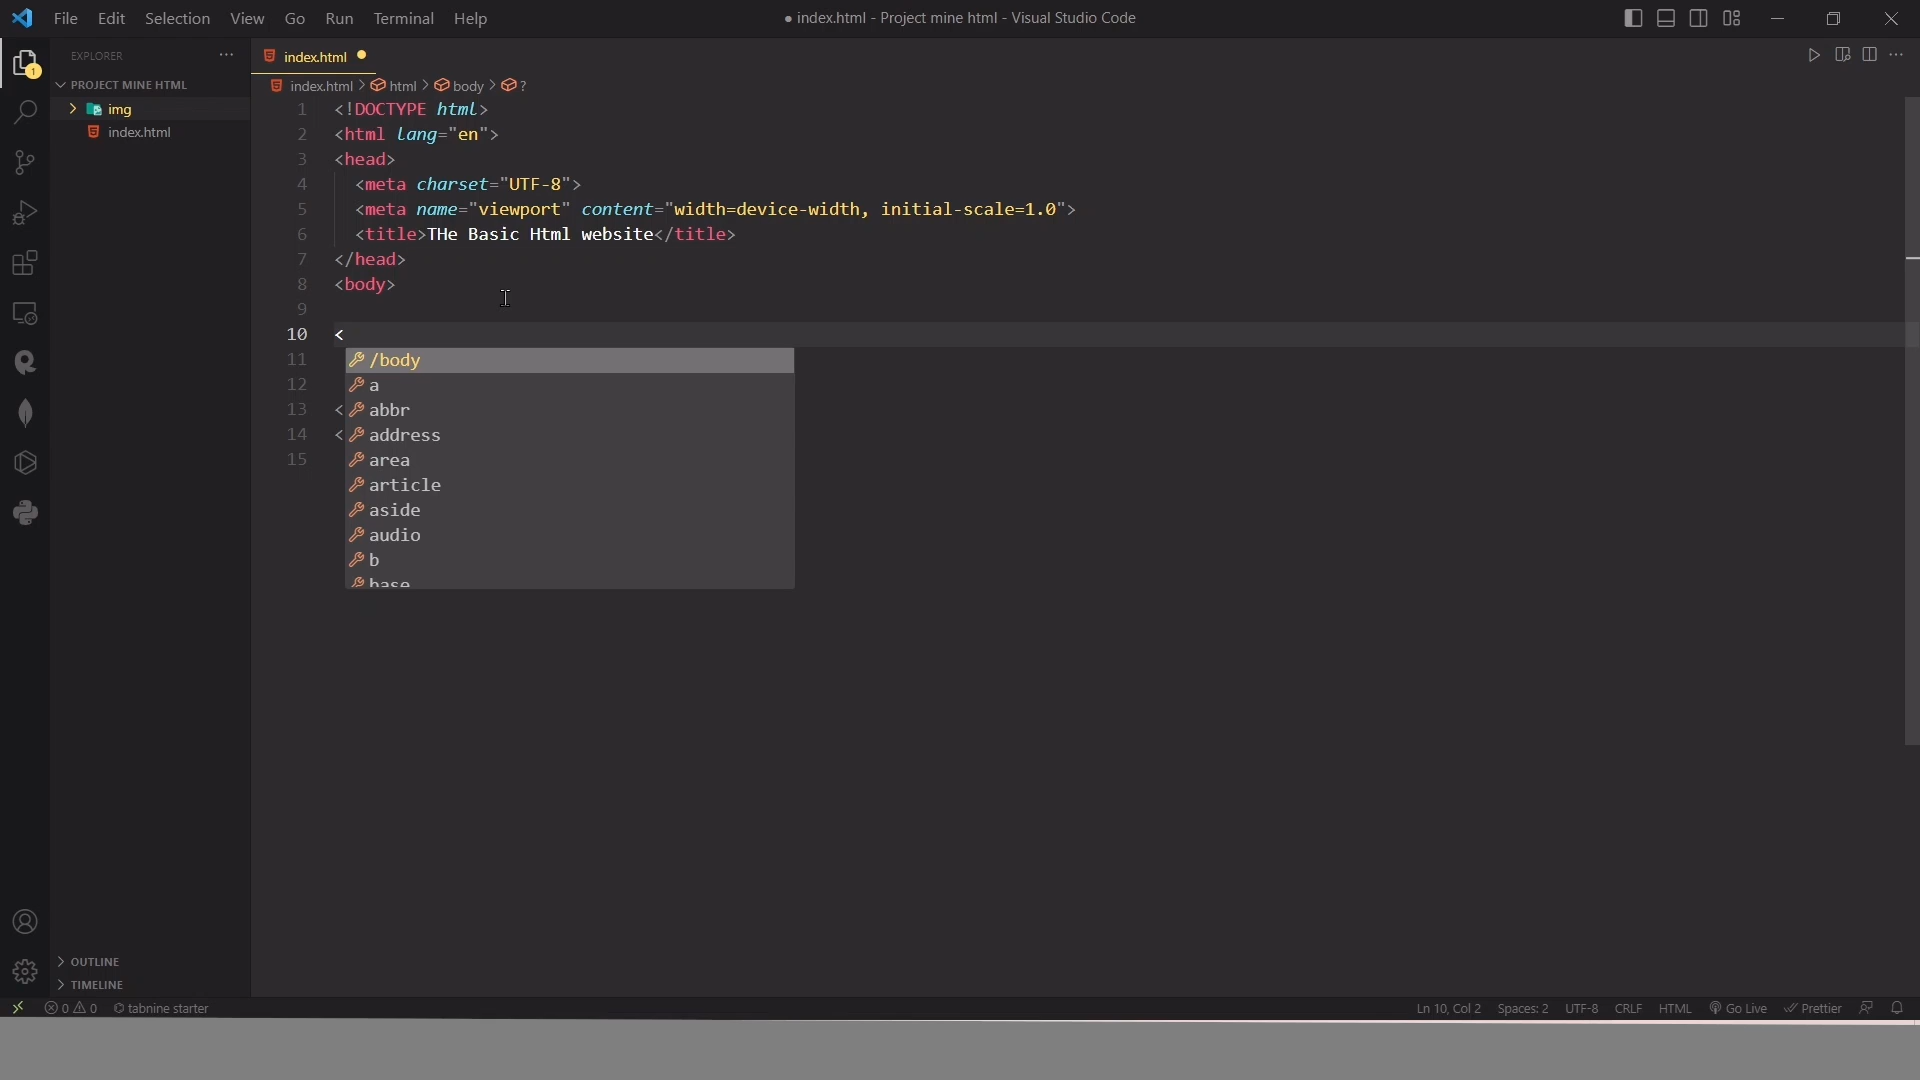 File Edit Selection View Go Run Terminal Help
● index.html - Project mine html - Visual Studio Code
EXPLORER
1
PROJECT MINE HTML
img
index.html
index.html
index.html > html > body > ?
1 <!DOCTYPE html>
2 <html lang="en">
3 <head>
4 <meta charset="UTF-8">
5 <meta name="viewport" content="width=device-width, initial-scale=1.0">
6 <title>THe Basic Html website</title>
7 </head>
8 <body>
9
10 <
11 /body
12 a
13 < abbr
14 < address
15 area
article
aside
audio
b
base
OUTLINE
TIMELINE
0 0 tabnine starter
Ln 10, Col 2 Spaces: 2 UTF-8 CRLF HTML Go Live Prettier